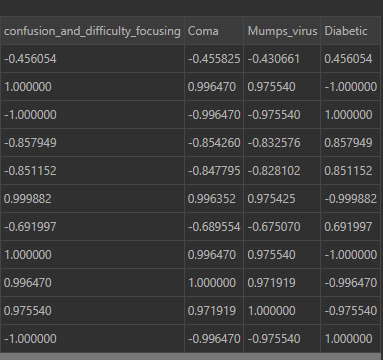 confusion_and_difficulty_focusing Coma Mumps_virus Diabetic
-0.456054 -0.455825 -0.430661 0.456054
1.000000 0.996470 0.975540 -1.000000
-1.000000 -0.996470 -0.975540 1.000000
-0.857949 -0.854260 -0.832576 0.857949
-0.851152 -0.847795 -0.828102 0.851152
0.999882 0.996352 0.975425 -0.999882
-0.691997 -0.689554 -0.675070 0.691997
1.000000 0.996470 0.975540 -1.000000
0.996470 1.000000 0.971919 -0.996470
0.975540 0.971919 1.000000 -0.975540
-1.000000 -0.996470 -0.975540 1.000000